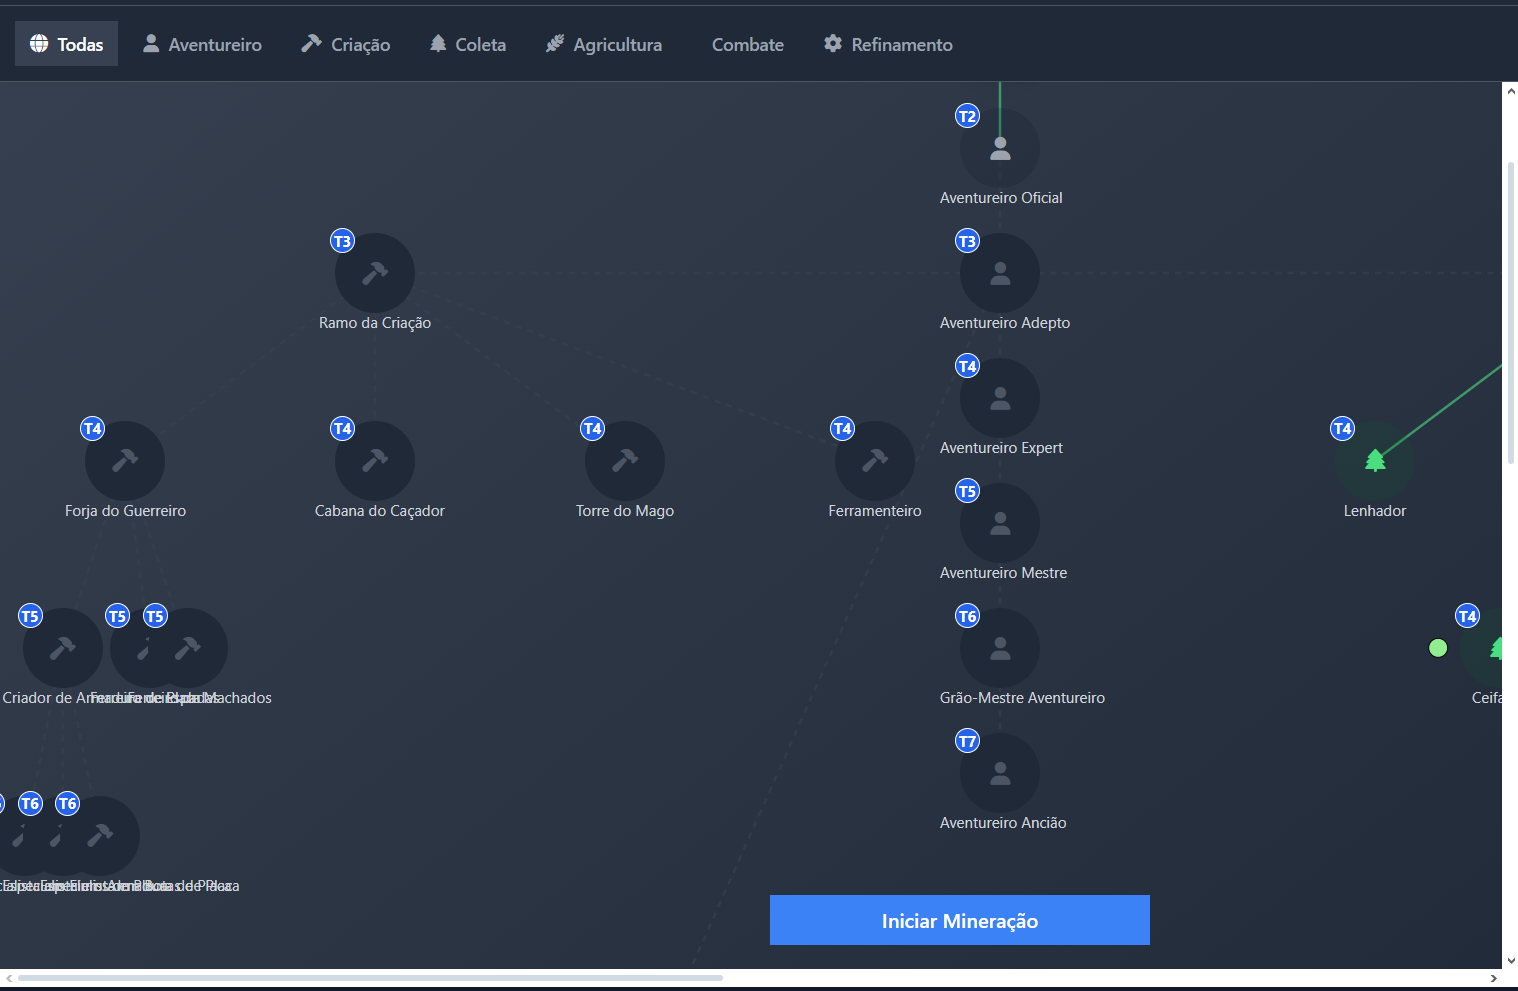 Todas
Aventureiro
Criação
Coleta
Agricultura
Combate
Refinamento
T2
Aventureiro Oficial
T3
Ramo da Criação
T3
Aventureiro Adepto
T4
Aventureiro Expert
T4
Forja do Guerreiro
T4
Cabana do Caçador
T4
Torre do Mago
T4
Ferramenteiro
T4
Lenhador
T5
Aventureiro Mestre
T5
Criador de
T5
T5
Machados
T6
Grão-Mestre Aventureiro
T4
Ceifa
T7
Aventureiro Ancião
T6
T6
Botas de Placa
Iniciar Mineração